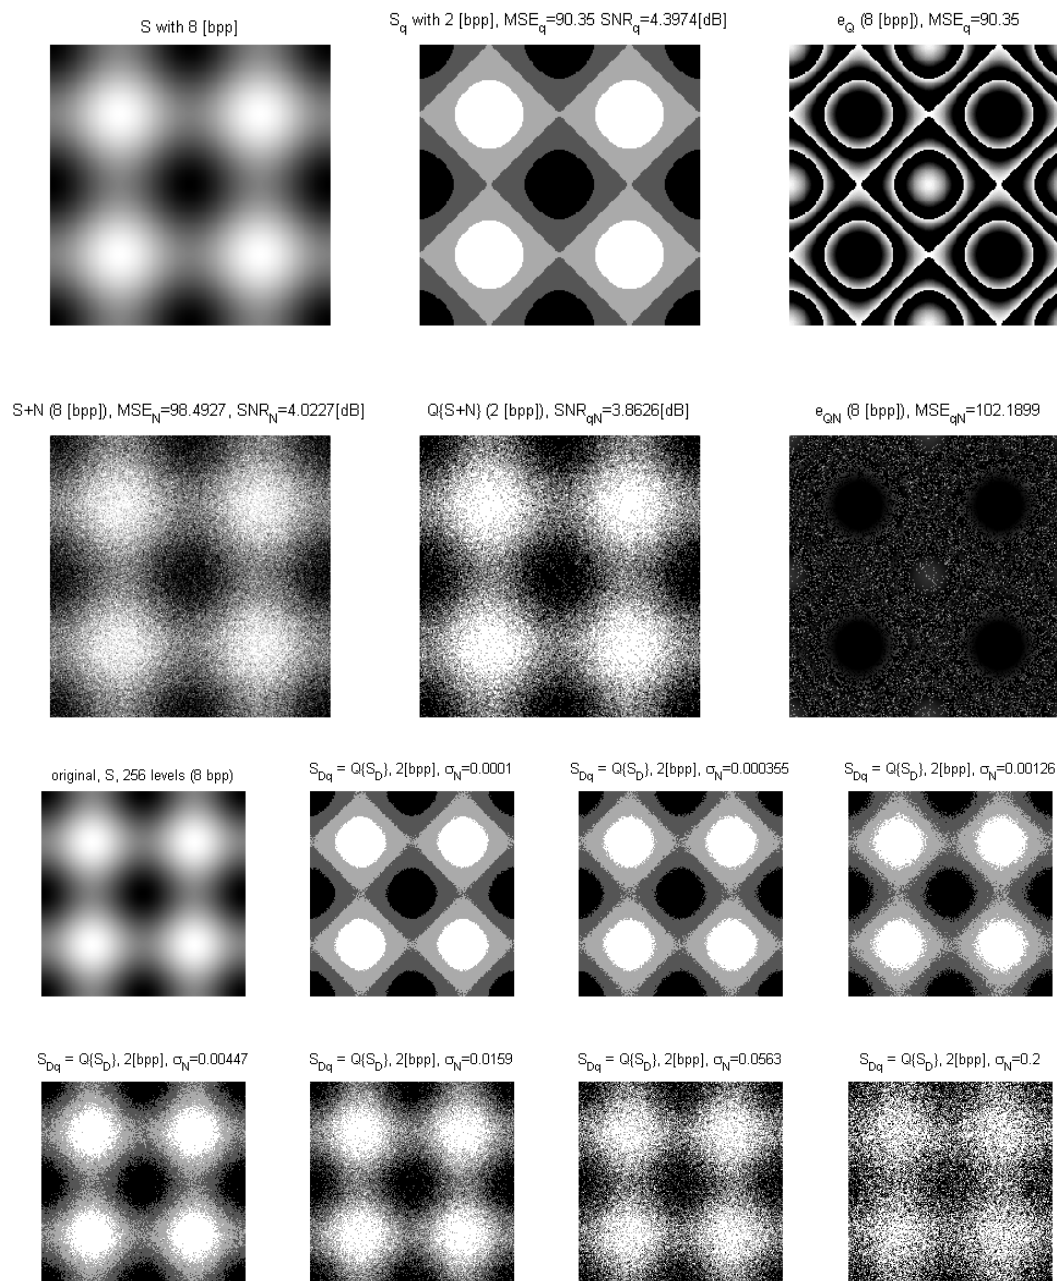 S with 8 [bpp]
S_q with 2 [bpp], MSE_q=90.35 SNR_q=4.3974[dB]
e_Q (8 [bpp]), MSE_q=90.35
S+N (8 [bpp]), MSE_N=98.4927, SNR_N=4.0227[dB]
Q{S+N} (2 [bpp]), SNR_qN=3.8626[dB]
e_QN (8 [bpp]), MSE_qN=102.1899
original, S, 256 levels (8 bpp)
S_Dq = Q{S_D}, 2[bpp], σ_N=0.0001
S_Dq = Q{S_D}, 2[bpp], σ_N=0.000355
S_Dq = Q{S_D}, 2[bpp], σ_N=0.00126
S_Dq = Q{S_D}, 2[bpp], σ_N=0.00447
S_Dq = Q{S_D}, 2[bpp], σ_N=0.0159
S_Dq = Q{S_D}, 2[bpp], σ_N=0.0563
S_Dq = Q{S_D}, 2[bpp], σ_N=0.2